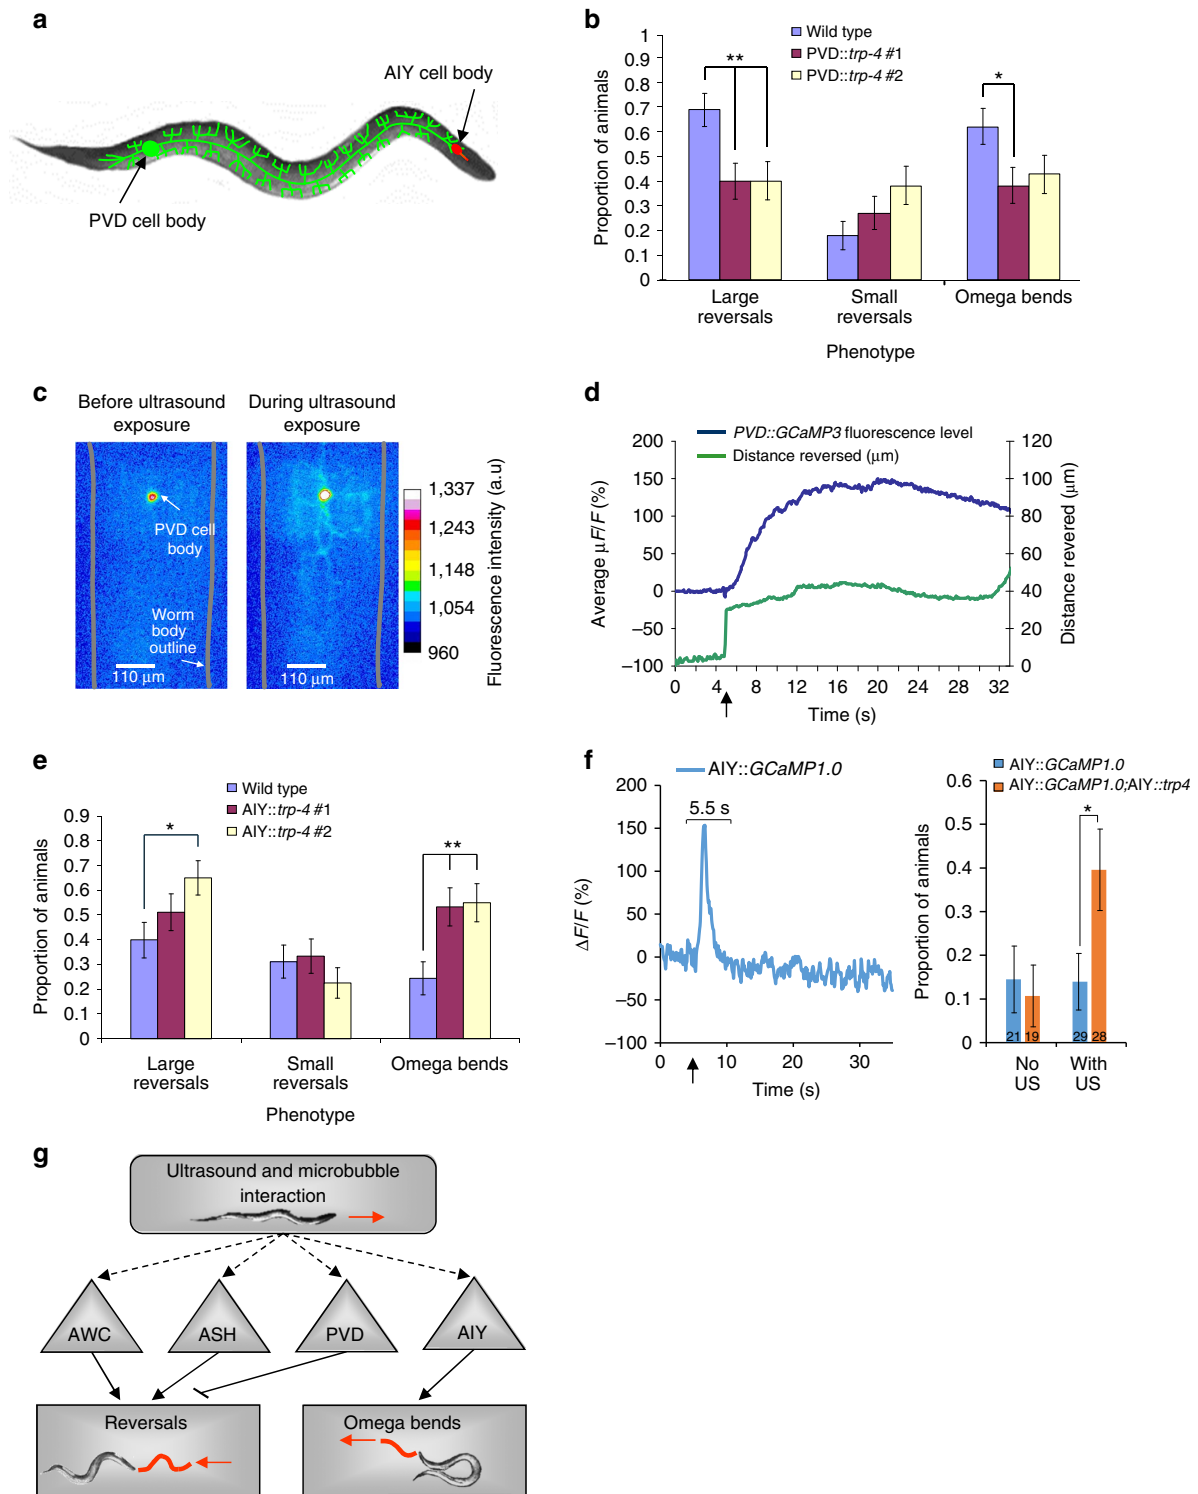 a
AIY cell body
PVD cell body
b
Wild type
PVD::trp-4 #1
PVD::trp-4 #2
Proportion of animals
1
0.9
0.8
0.7
0.6
0.5
0.4
0.3
0.2
0.1
0
**
*
Large
reversals
Small
reversals
Omega bends
Phenotype
c
Before ultrasound
exposure
During ultrasound
exposure
PVD cell
body
Worm
body
outline
110 μm
110 μm
1,337
1,243
1,148
1,054
960
Fluorescence intensity (a.u)
d
PVD::GCaMP3 fluorescence level
Distance reversed (μm)
Average μF/F (%)
200
150
100
50
0
−50
−100
120
100
80
60
40
20
0
Distance revered (μm)
0 4 8 12 16 20 24 28 32
Time (s)
e
Wild type
AIY::trp-4 #1
AIY::trp-4 #2
Proportion of animals
0.9
0.8
0.7
0.6
0.5
0.4
0.3
0.2
0.1
0
*
**
Large
reversals
Small
reversals
Omega bends
Phenotype
f
AIY::GCaMP1.0
5.5 s
ΔF/F (%)
200
150
100
50
0
−50
−100
0 10 20 30
Time (s)
AIY::GCaMP1.0
AIY::GCaMP1.0;AIY::trp4
Proportion of animals
0.6
0.5
0.4
0.3
0.2
0.1
0
*
21 19 29 28
No
US
With
US
g
Ultrasound and microbubble
interaction
AWC
ASH
PVD
AIY
Reversals
Omega bends